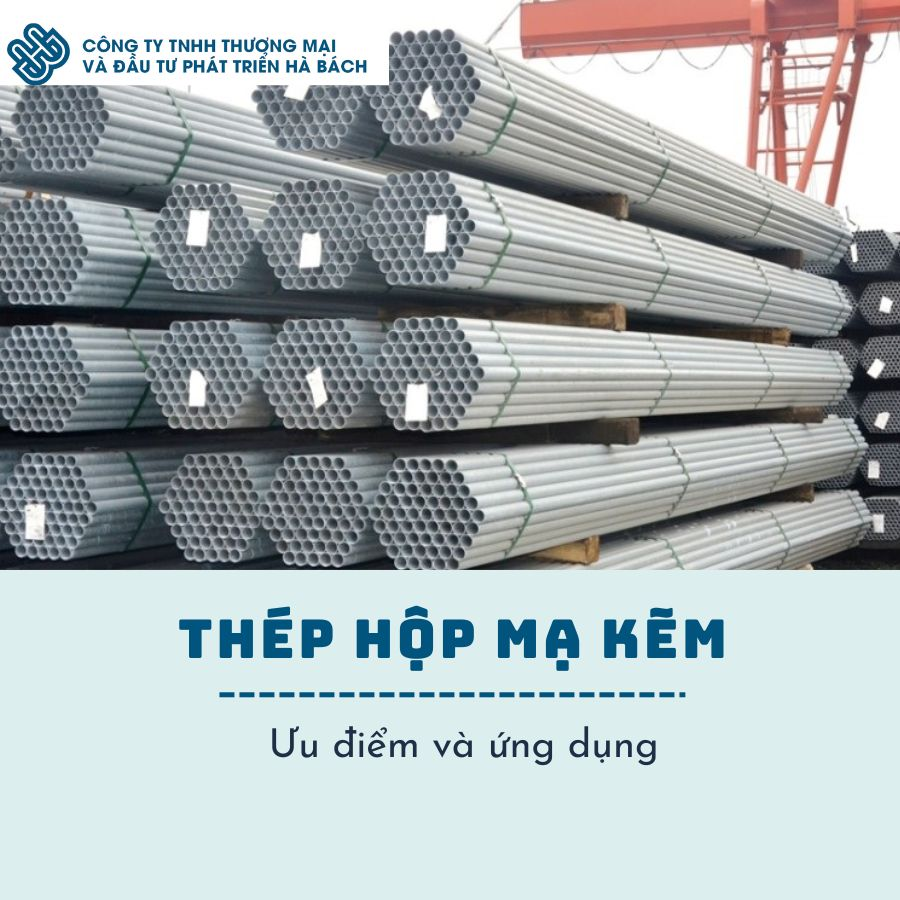 CÔNG TY TNHH THƯƠNG MẠI
VÀ ĐẦU TƯ PHÁT TRIỂN HÀ BÁCH
THÉP HỘP MẠ KẼM
Ưu điểm và ứng dụng